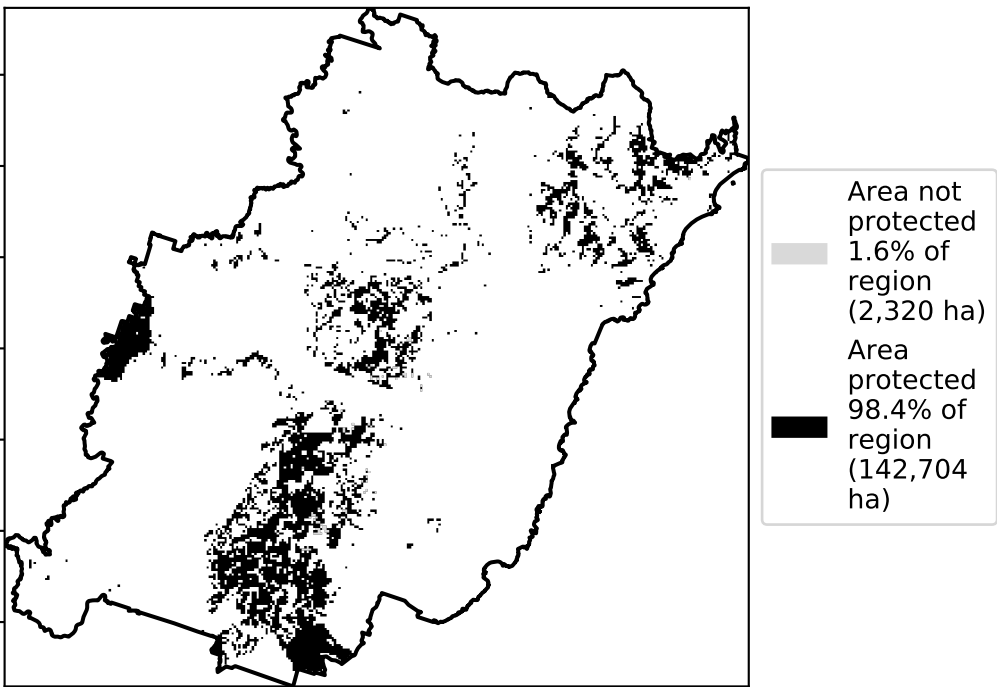 Area not
protected
1.6% of
region
(2,320 ha)
Area
protected
98.4% of
region
(142,704
ha)